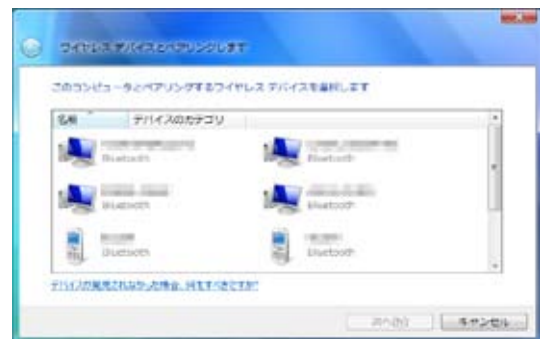 ワイヤレス デバイスとペアリングします
このコンピュータとペアリングするワイヤレス デバイスを選択します
名前 デバイスのカテゴリ
Bluetooth Bluetooth
Bluetooth Bluetooth
Bluetooth Bluetooth
デバイスが発見されなかった場合、何をすべきですか?
次へ(N) キャンセル